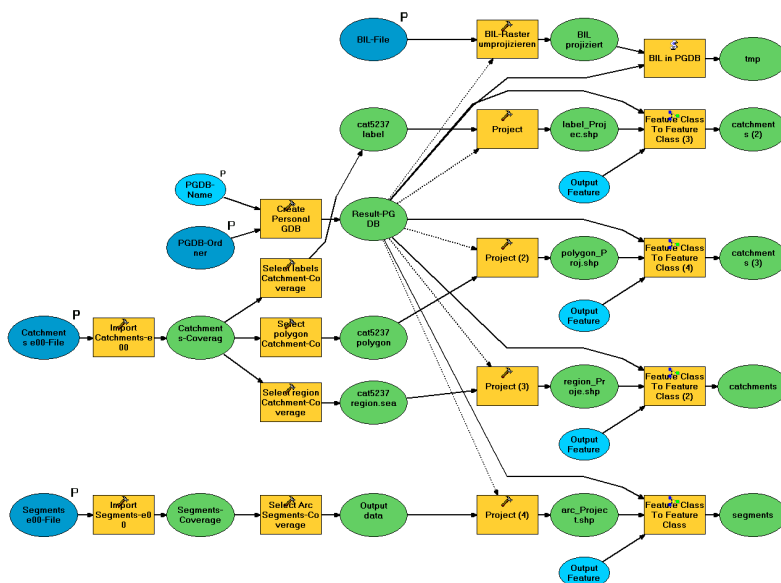 P
BIL-File
BIL-Raster
umprojizieren
BIL
projiziert
BIL in PGDB
tmp
cat5237
label
Project
label_Projec.shp
Feature Class
To Feature
Class (3)
catchment
s (2)
Output
Feature
P
PGDB-
Name
P
PGDB-Ord
ner
Create
Personal
GDB
Result-PG
DB
Select labels
Catchment-Co
verage
Project (2)
polygon_P
roj.shp
Feature Class
To Feature
Class (4)
catchment
s (3)
Output
Feature
P
Catchment
s e00-File
Import
Catchments-e
00
Catchment
s-Coverag
Select
polygon
Catchment-Co
cat5237
polygon
Select region
Catchment-Co
verage
cat5237
region.sea
Project (3)
region_Pr
oje.shp
Feature Class
To Feature
Class (2)
catchments
Output
Feature
P
Segments
e00-File
Import
Segments-e0
0
Segments-
Coverage
Select Arc
Segments-Co
verage
Output
data
Project (4)
arc_Projec
t.shp
Feature Class
To Feature
Class
segments
Output
Feature